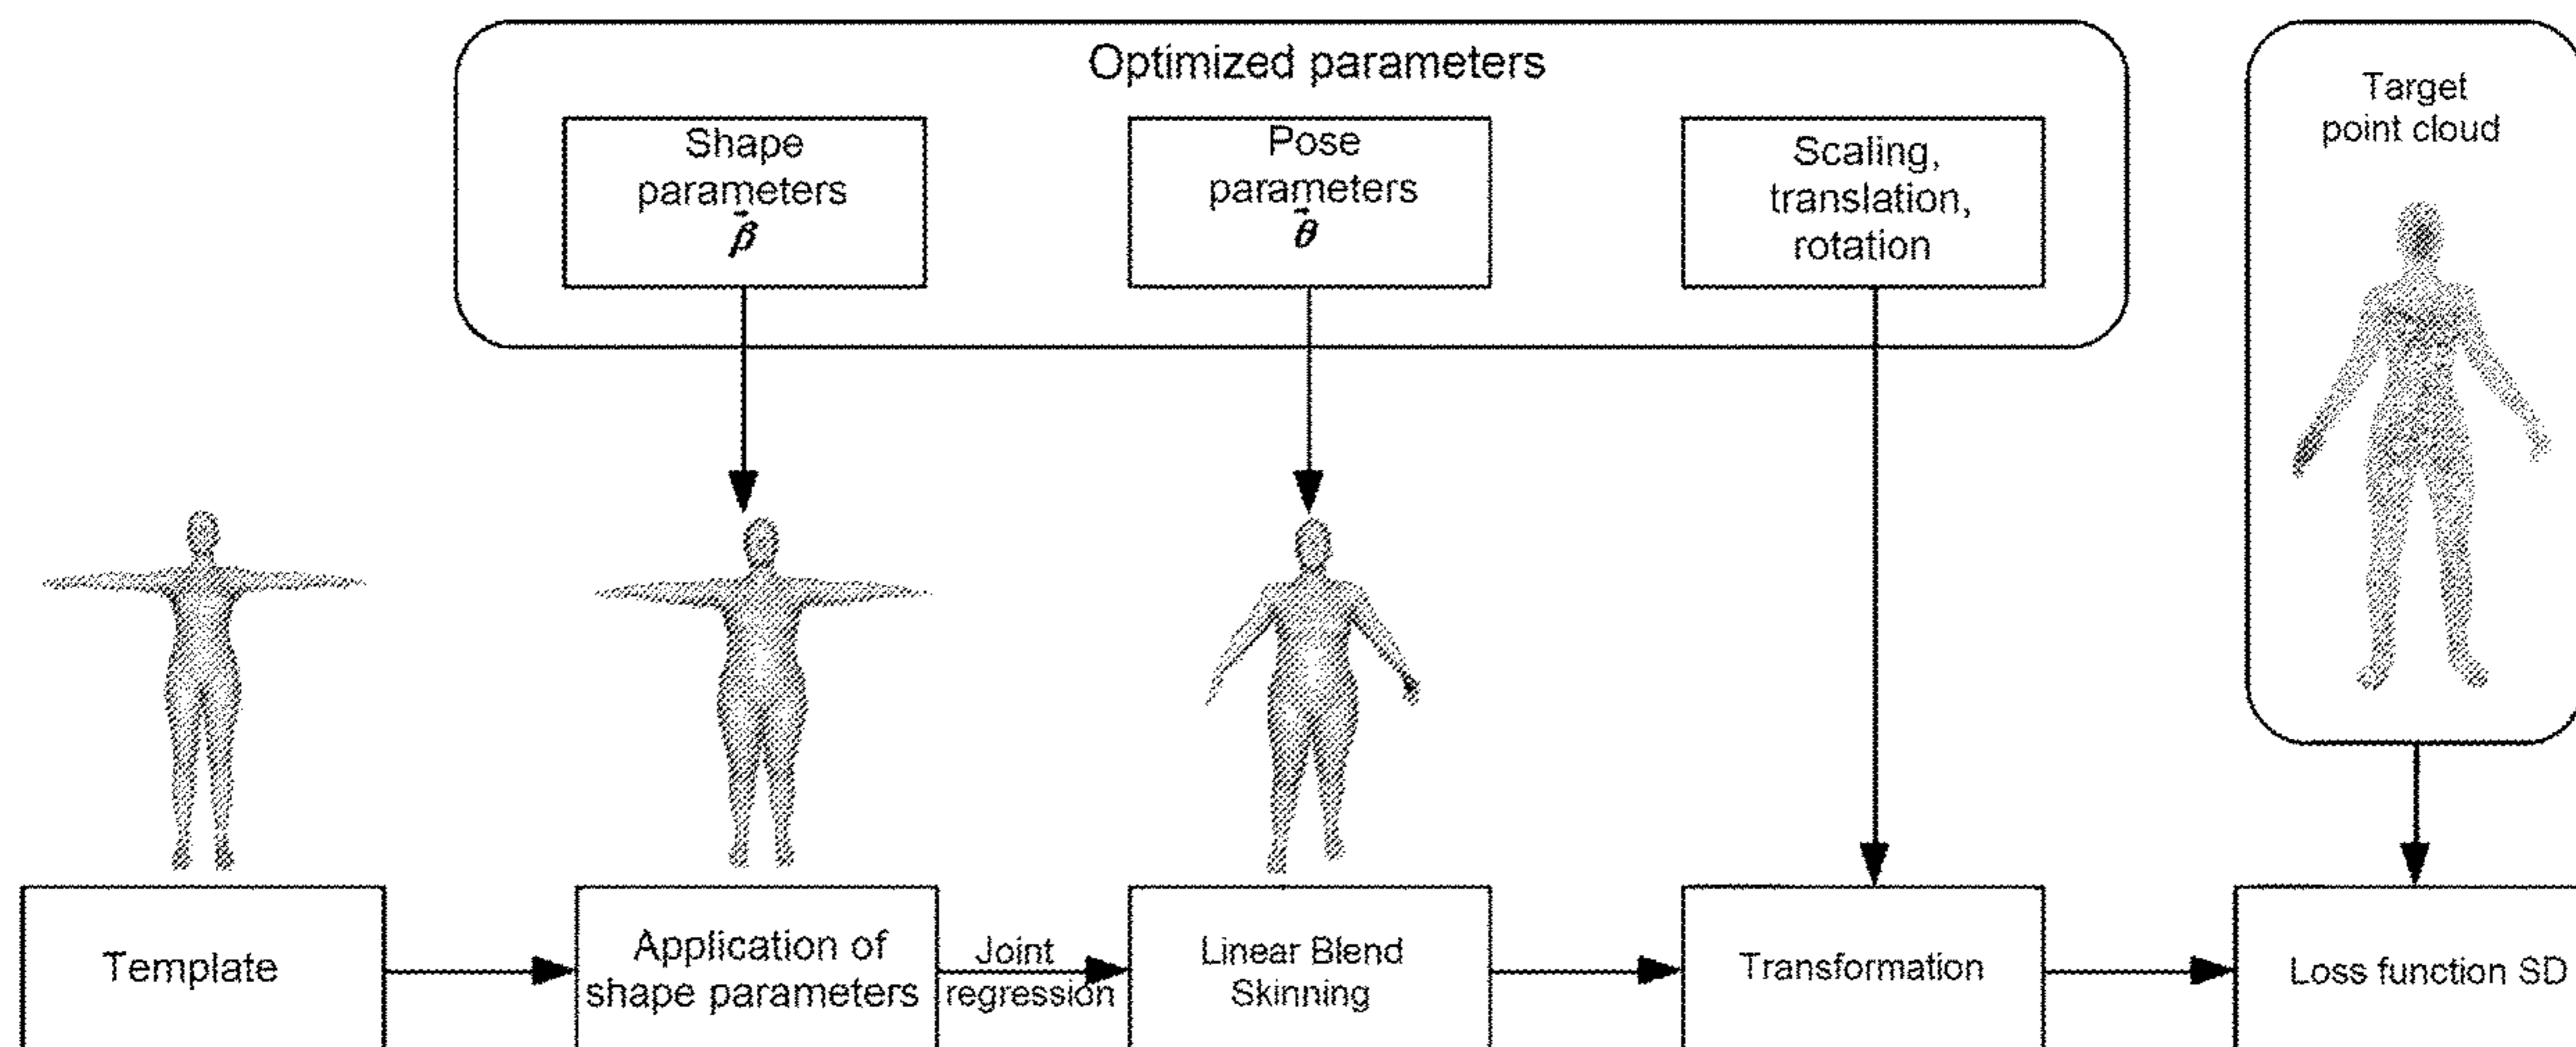 Optimized parameters
Shape
parameters
β⃗
Pose
parameters
θ⃗
Scaling,
translation,
rotation
Target
point cloud
Template
Application of
shape parameters
Joint
regression
Linear Blend
Skinning
Transformation
Loss function SD